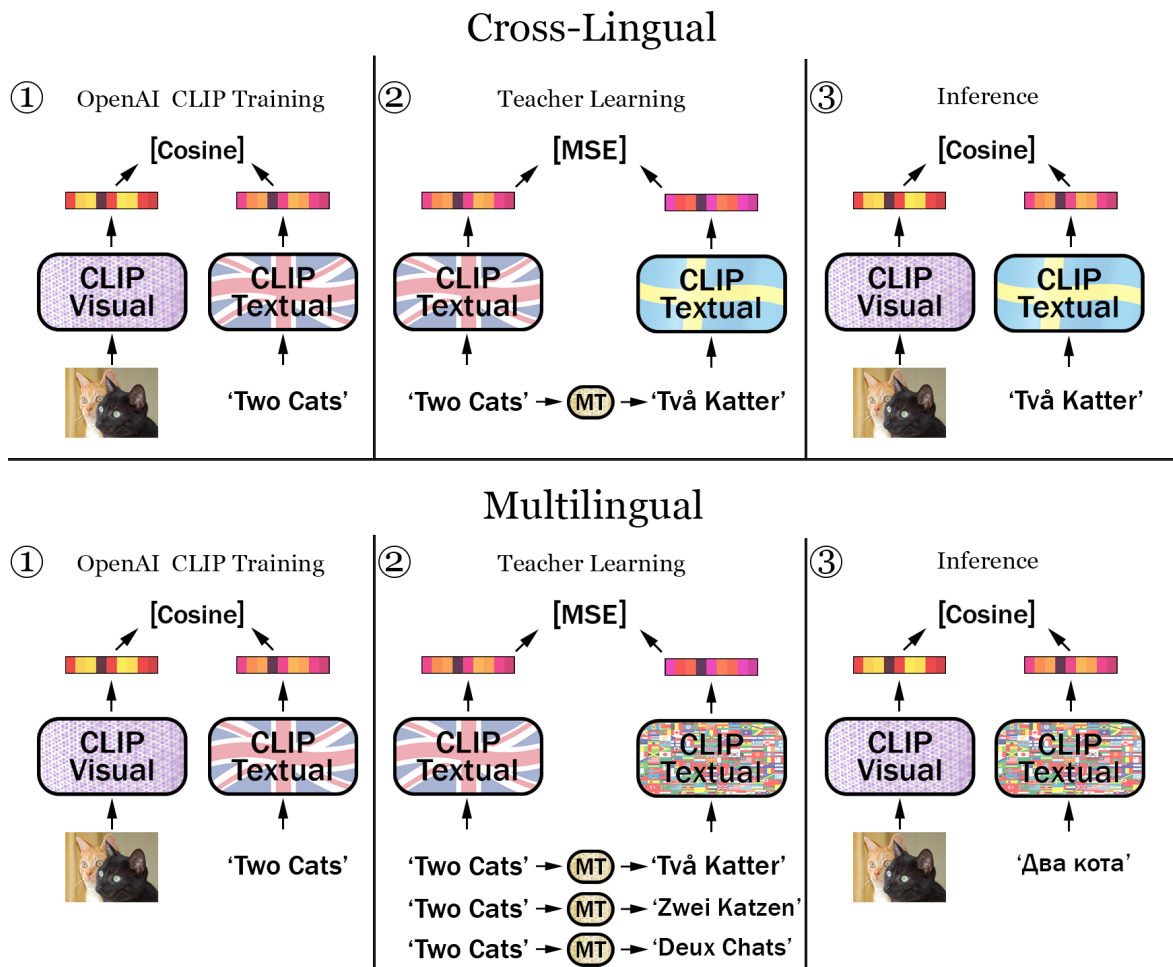 Cross-Lingual
① OpenAI CLIP Training
[Cosine]
CLIP
Visual
CLIP
Textual
‘Two Cats’
② Teacher Learning
[MSE]
CLIP
Textual
CLIP
Textual
‘Two Cats’ MT ‘Två Katter’
③ Inference
[Cosine]
CLIP
Visual
CLIP
Textual
‘Två Katter’
Multilingual
① OpenAI CLIP Training
[Cosine]
CLIP
Visual
CLIP
Textual
‘Two Cats’
② Teacher Learning
[MSE]
CLIP
Textual
CLIP
Textual
‘Two Cats’ MT ‘Två Katter’
‘Two Cats’ MT ‘Zwei Katzen’
‘Two Cats’ MT ‘Deux Chats’
③ Inference
[Cosine]
CLIP
Visual
CLIP
Textual
‘Два кота’